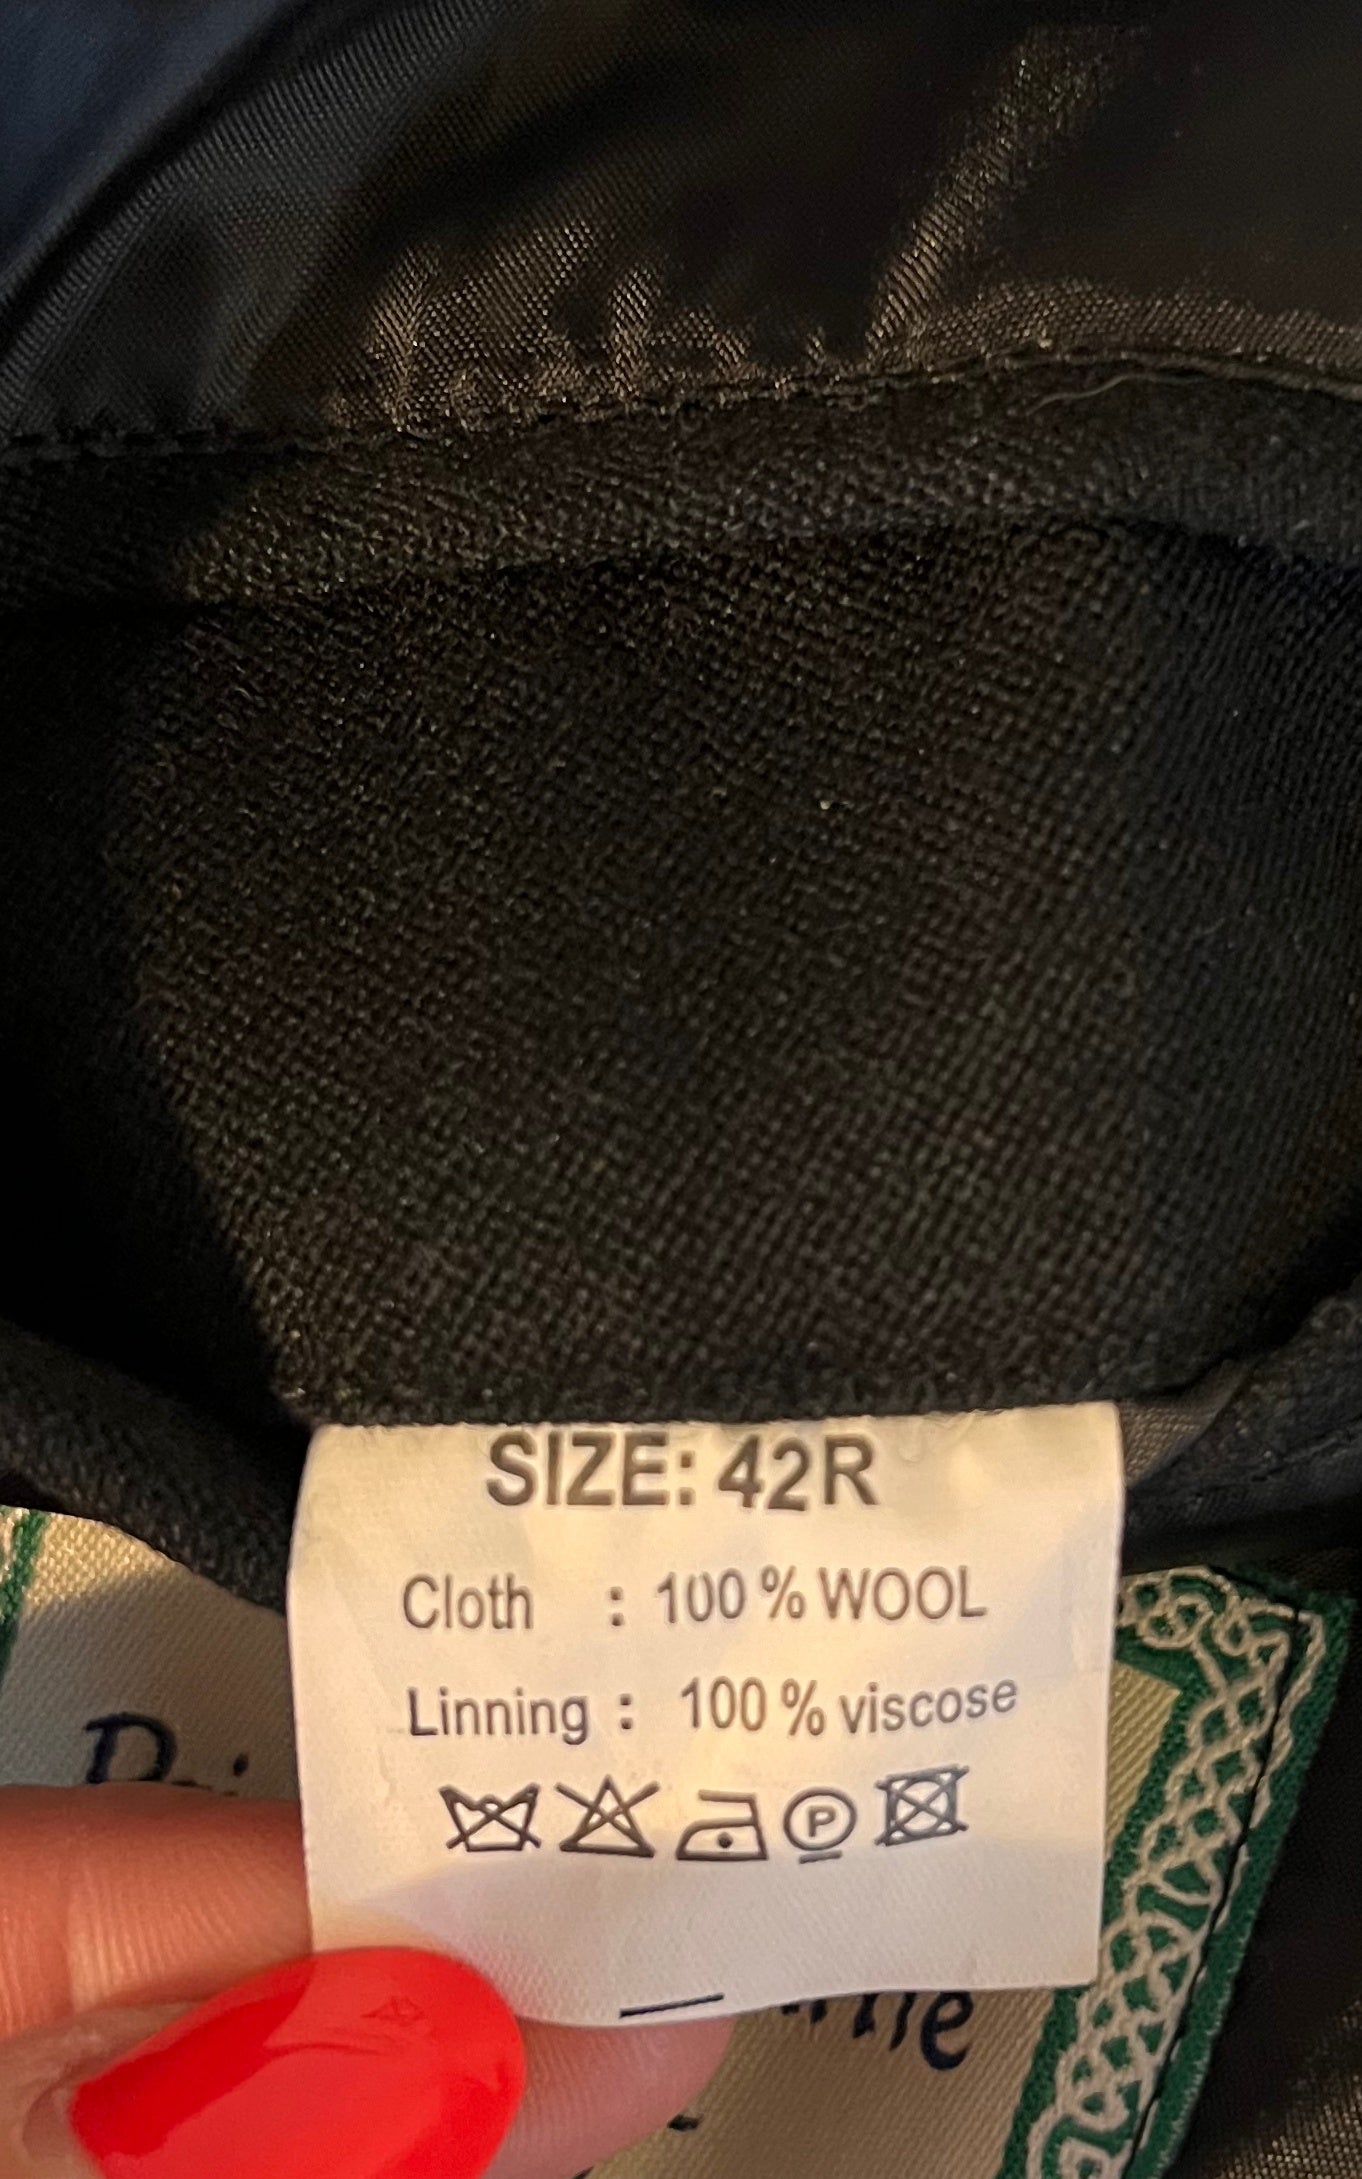 SIZE: 42R
Cloth : 100 % WOOL
Linning : 100 % viscose
P